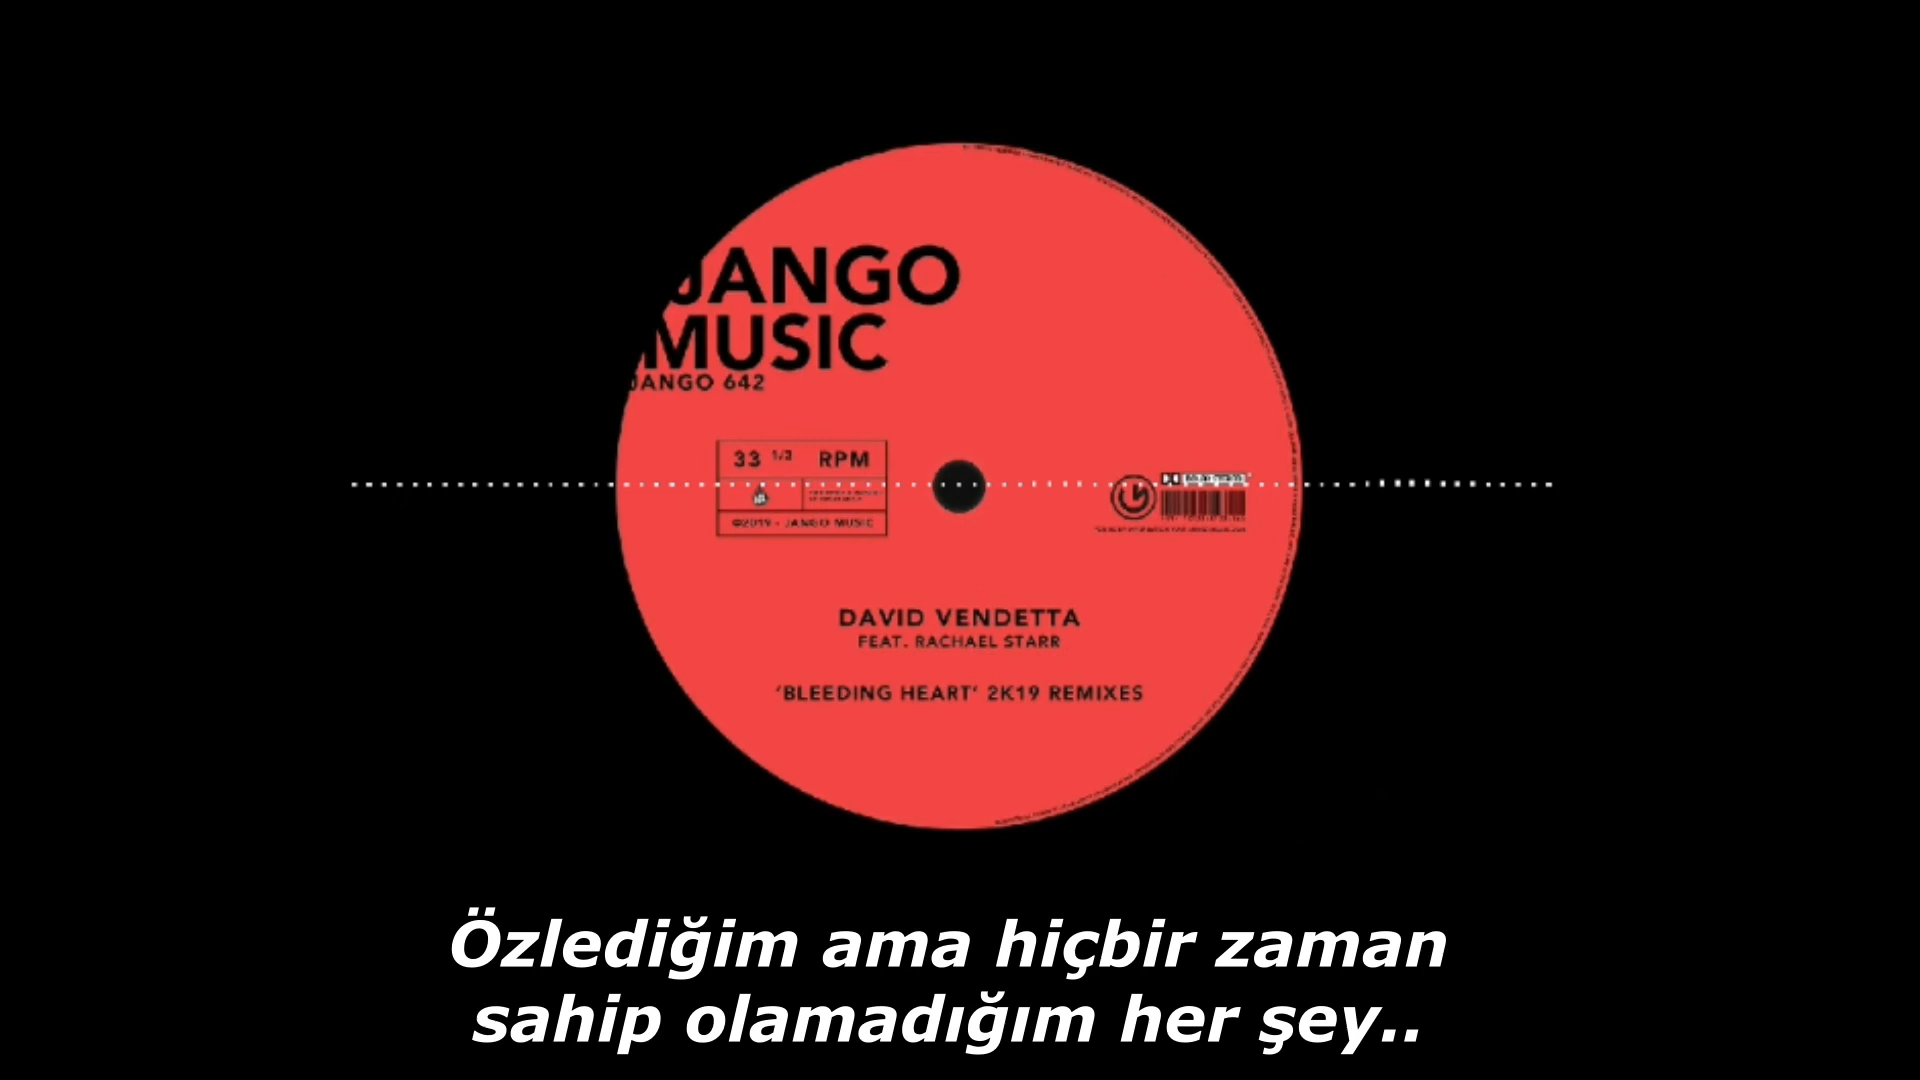 JANGO
MUSIC
JANGO 642
33 1/3 RPM
©2019 - JANGO MUSIC
DAVID VENDETTA
FEAT. RACHAEL STARR
'BLEEDING HEART' 2K19 REMIXES
Özlediğim ama hiçbir zaman
sahip olamadığım her şey..